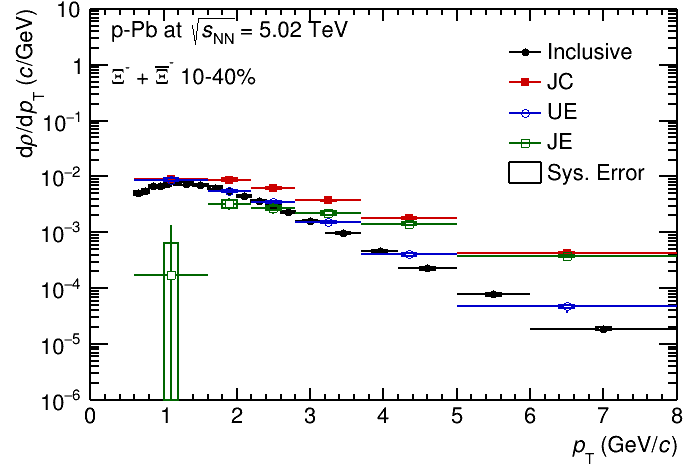 p-Pb at √s_NN = 5.02 TeV
Ξ⁻ + Ξ̅⁻ 10-40%
Inclusive
JC
UE
JE
Sys. Error
dρ/dp_T (c/GeV)
10
1
10⁻¹
10⁻²
10⁻³
10⁻⁴
10⁻⁵
10⁻⁶
0 1 2 3 4 5 6 7 8
p_T (GeV/c)